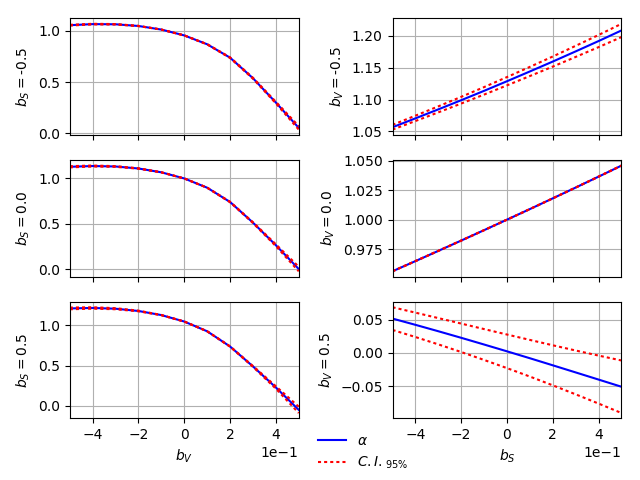 1.0
0.5
0.0
b_S = -0.5
1.20
1.15
1.10
1.05
b_V = -0.5
1.0
0.5
0.0
b_S = 0.0
1.050
1.025
1.000
0.975
b_V = 0.0
1.0
0.5
0.0
b_S = 0.5
−4 −2 0 2 4
1e−1
b_V
0.05
0.00
−0.05
b_V = 0.5
−4 −2 0 2 4
1e−1
b_S
α
C.I. 95%